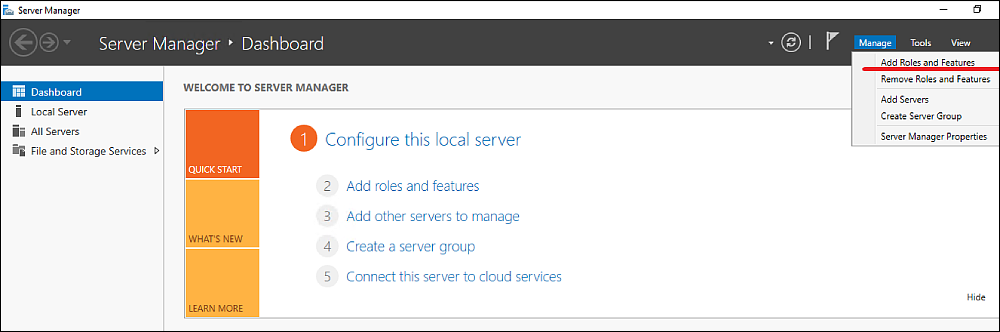 Server Manager
Server Manager • Dashboard
Manage Tools View
Add Roles and Features
Remove Roles and Features
Add Servers
Create Server Group
Server Manager Properties
Dashboard
Local Server
All Servers
File and Storage Services
WELCOME TO SERVER MANAGER
QUICK START
WHAT'S NEW
LEARN MORE
1 Configure this local server
2 Add roles and features
3 Add other servers to manage
4 Create a server group
5 Connect this server to cloud services
Hide